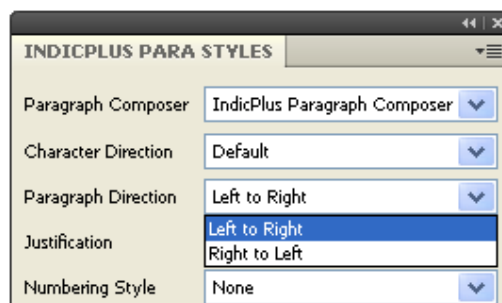 INDICPLUS PARA STYLES
Paragraph Composer IndicPlus Paragraph Composer
Character Direction Default
Paragraph Direction Left to Right
Left to Right
Justification
Right to Left
Numbering Style None